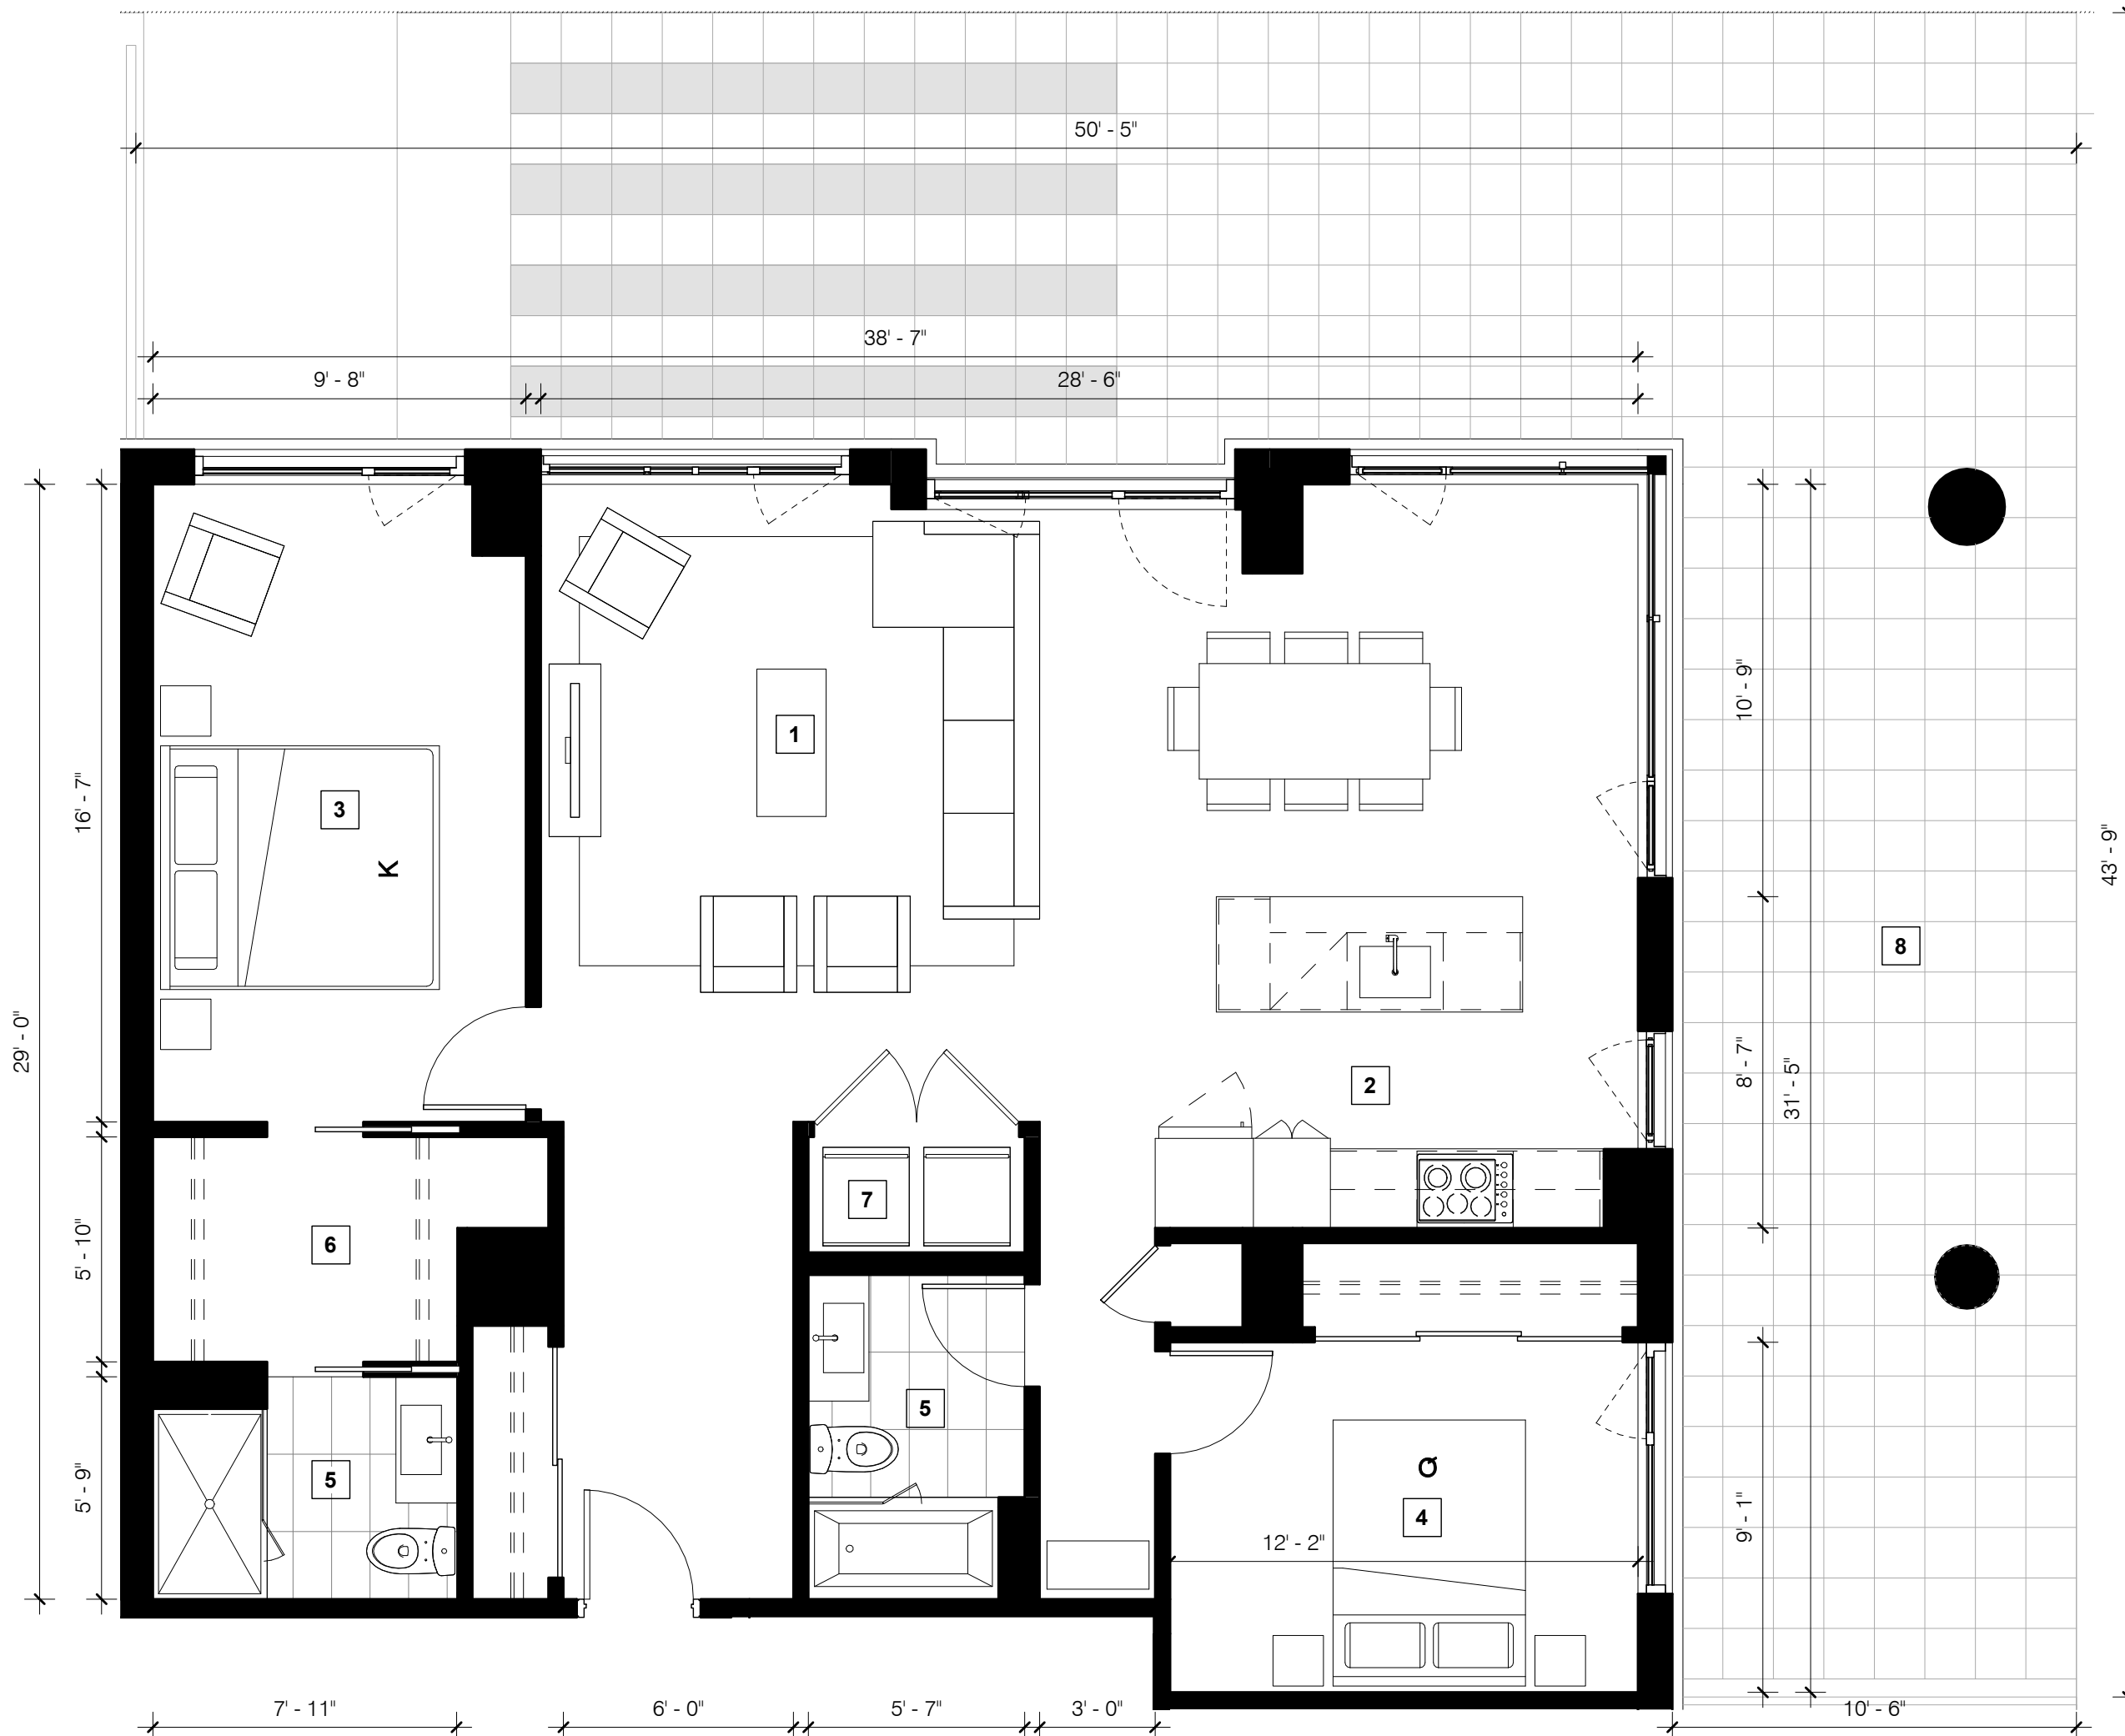 50' - 5"
38' - 7"
9' - 8"
28' - 6"
10' - 9"
1
16' - 7"
3
K
43' - 9"
8
29' - 0"
2
8' - 7"
31' - 5"
7
5' - 10"
6
5
5
Q
5' - 9"
4
9' - 1"
12' - 2"
7' - 11"
6' - 0"
5' - 7"
3' - 0"
10' - 6"